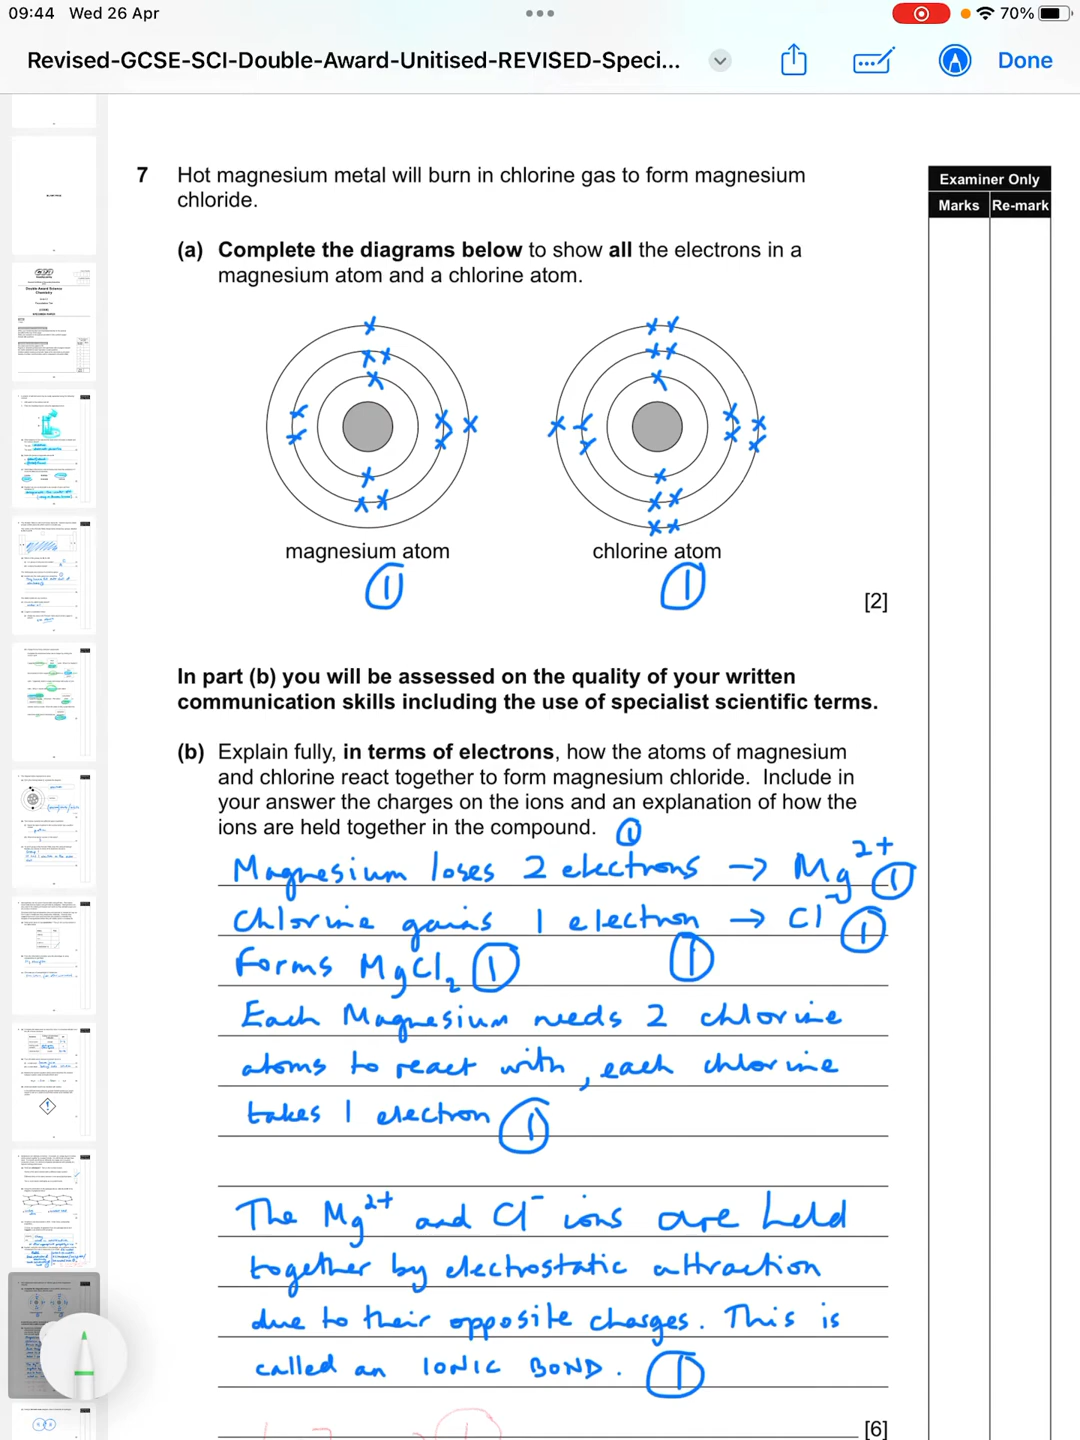 09:44 Wed 26 Apr
70%
Revised-GCSE-SCI-Double-Award-Unitised-REVISED-Speci...
Done
Examiner Only
Marks Re-mark
7 Hot magnesium metal will burn in chlorine gas to form magnesium
chloride.
(a) Complete the diagrams below to show all the electrons in a
magnesium atom and a chlorine atom.
magnesium atom
chlorine atom
1
1
[2]
In part (b) you will be assessed on the quality of your written
communication skills including the use of specialist scientific terms.
(b) Explain fully, in terms of electrons, how the atoms of magnesium
and chlorine react together to form magnesium chloride. Include in
your answer the charges on the ions and an explanation of how the
ions are held together in the compound. 1
Magnesium loses 2 electrons → Mg²⁺ 1
Chlorine gains 1 electron → Cl⁻ 1
Forms MgCl₂ 1 1
Each Magnesium needs 2 chlorine
atoms to react with, each chlorine
takes 1 electron 1
The Mg²⁺ and Cl⁻ ions are held
together by electrostatic attraction
due to their opposite charges. This is
called an IONIC BOND. 1
[6]